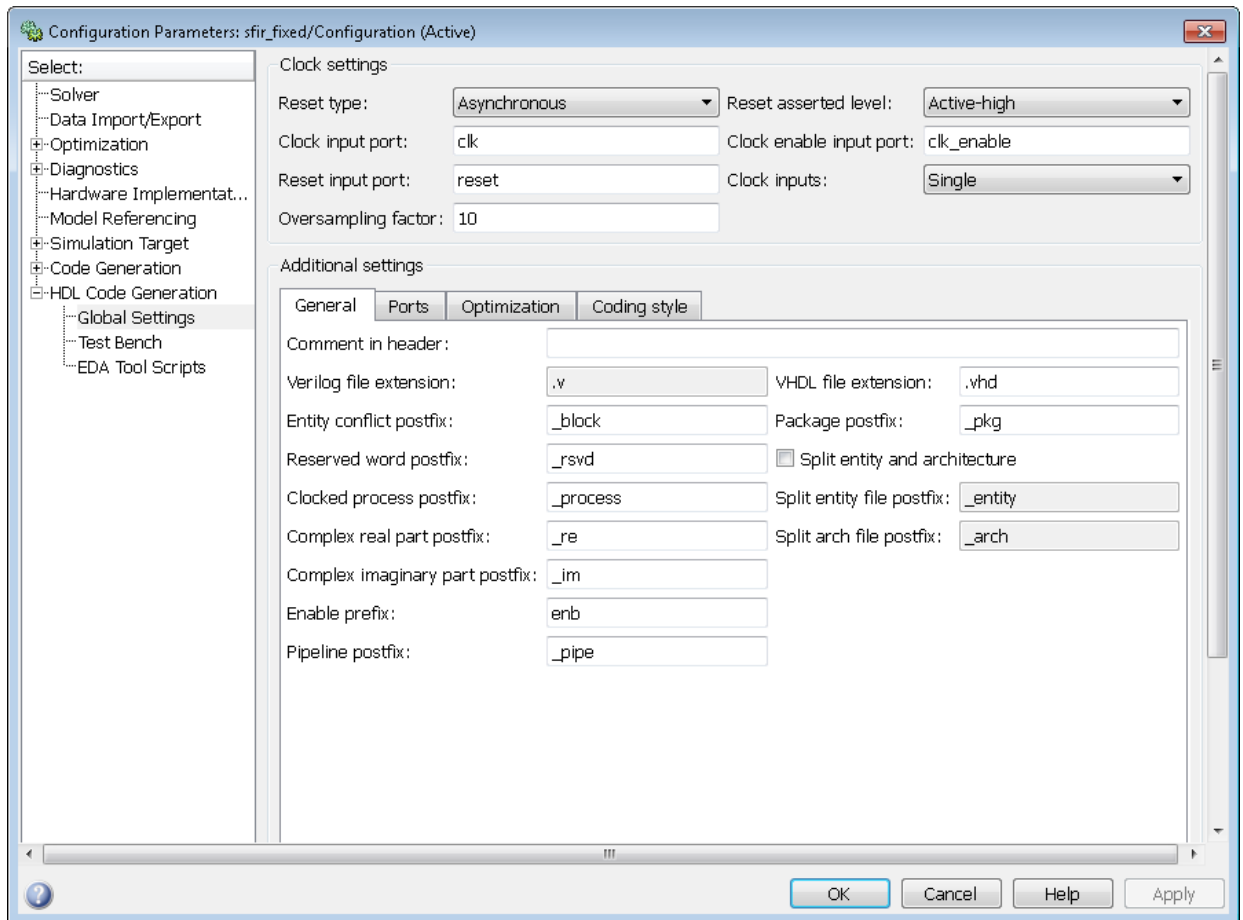 Configuration Parameters: sfir_fixed/Configuration (Active)
Select:
Solver
Data Import/Export
Optimization
Diagnostics
Hardware Implementat...
Model Referencing
Simulation Target
Code Generation
HDL Code Generation
Global Settings
Test Bench
EDA Tool Scripts
Clock settings
Reset type: Asynchronous Reset asserted level: Active-high
Clock input port: clk Clock enable input port: clk_enable
Reset input port: reset Clock inputs: Single
Oversampling factor: 10
Additional settings
General Ports Optimization Coding style
Comment in header:
Verilog file extension: .v VHDL file extension: .vhd
Entity conflict postfix: _block Package postfix: _pkg
Reserved word postfix: _rsvd Split entity and architecture
Clocked process postfix: _process Split entity file postfix: _entity
Complex real part postfix: _re Split arch file postfix: _arch
Complex imaginary part postfix: _im
Enable prefix: enb
Pipeline postfix: _pipe
OK Cancel Help Apply